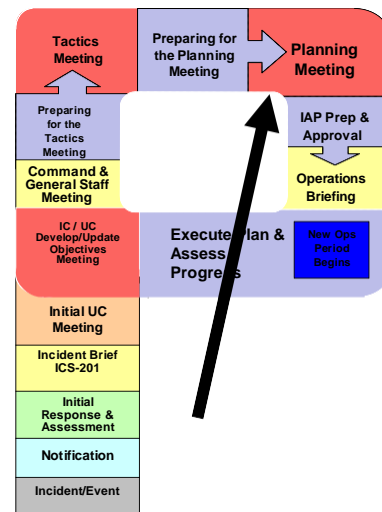 Tactics
Meeting
Preparing for
the Planning
Meeting
Planning
Meeting
Preparing
for the
Tactics
Meeting
IAP Prep &
Approval
Command &
General Staff
Meeting
Operations
Briefing
IC / UC
Develop/Update
Objectives
Meeting
Execute Plan &
Assess
Progress
New Ops
Period
Begins
Initial UC
Meeting
Incident Brief
ICS-201
Initial
Response &
Assessment
Notification
Incident/Event